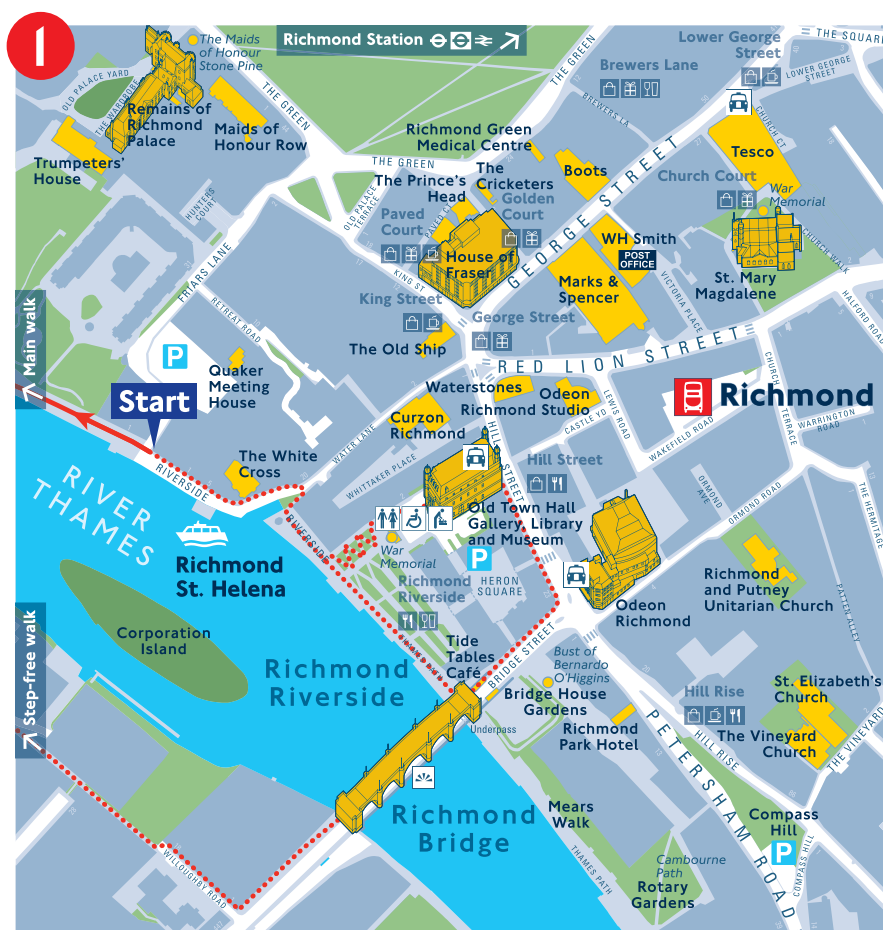 1
The Maids
of Honour
Stone Pine
Richmond Station
THE GREEN
Lower George
Street
THE SQUARE
LOWER GEORGE
STREET
Brewers Lane
BREWERS LA
OLD PALACE YARD
THE WARDROBE
Remains of
Richmond
Palace
THE GREEN
Maids of
Honour Row
Trumpeters'
House
Richmond Green
Medical Centre
THE GREEN
The
Cricketers
Boots
GEORGE STREET
CHURCH CT
Tesco
Church Court
War
Memorial
The Prince's
Head
OLD PALACE
TERRACE
Golden
Court
Paved
Court
PAVED CT
House of
Fraser
HUNTERS
COURT
WH Smith
POST
OFFICE
Marks &
Spencer
St. Mary
Magdalene
CHURCH WALK
VICTORIA PLACE
HALFORD ROAD
FRIARS LANE
KING ST
King Street
George Street
RETREAT ROAD
The Old Ship
RED LION STREET
Main walk
P
Quaker
Meeting
House
Start
Waterstones
Odeon
Richmond Studio
Richmond
CHURCH
TERRACE
WARRINGTON
ROAD
Curzon
Richmond
CASTLE YD
LEWIS ROAD
WAKEFIELD ROAD
HILL STREET
WATER LANE
WHITTAKER PLACE
Hill Street
The White
Cross
RIVERSIDE
RIVER
THAMES
ORMOND
AVE
ORMOND ROAD
THE HERMITAGE
Old Town Hall
Gallery, Library
and Museum
RIVERSIDE
War
Memorial
P
HERON
SQUARE
Richmond
Riverside
Richmond
St. Helena
Richmond
and Putney
Unitarian Church
PATTEN ALLEY
Odeon
Richmond
Step-free walk
Corporation
Island
Richmond
Riverside
THAMES PATH
Tide
Tables
Café
BRIDGE STREET
Bust of
Bernardo
O'Higgins
Bridge House
Gardens
Underpass
Richmond
Park Hotel
Hill Rise
HILL RISE
St. Elizabeth's
Church
The Vineyard
Church
THE VINEYARD
PETERSHAM ROAD
Richmond
Bridge
Mears
Walk
THAMES PATH
Compass
Hill
P
COMPASS HILL
Cambourne
Path
Rotary
Gardens
WILLOUGHBY ROAD